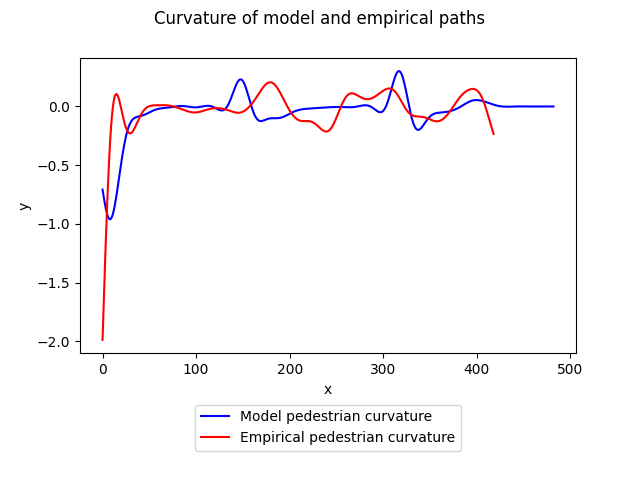 Curvature of model and empirical paths
0.0
−0.5
−1.0
−1.5
−2.0
y
0 100 200 300 400 500
x
Model pedestrian curvature
Empirical pedestrian curvature